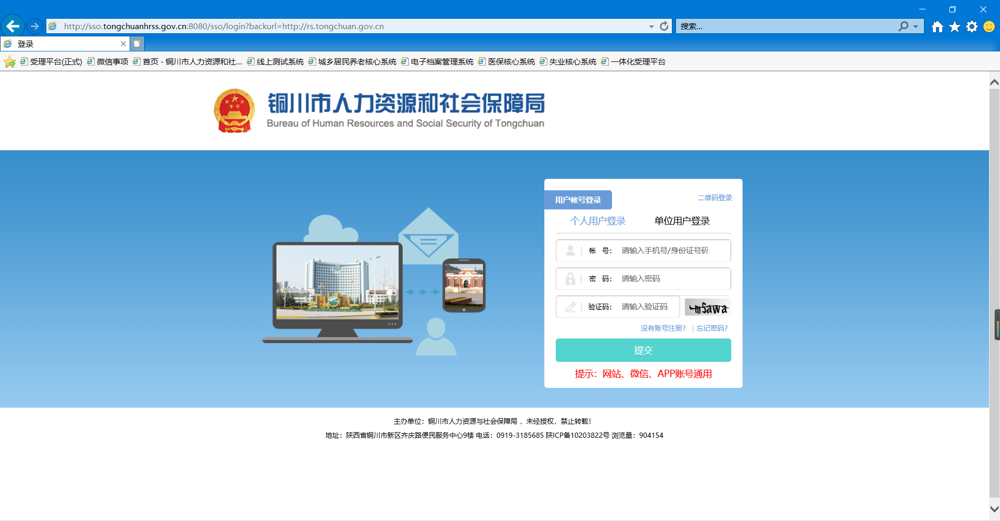 http://sso.tongchuanhrss.gov.cn:8080/sso/login?backurl=http://rs.tongchuan.gov.cn
搜索...
登录
受理平台(正式) 微信事项 首页 - 铜川市人力资源和社... 线上测试系统 城乡居民养老核心系统 电子档案管理系统 医保核心系统 失业核心系统 一体化受理平台
铜川市人力资源和社会保障局
Bureau of Human Resources and Social Security of Tongchuan
用户帐号登录
二维码登录
个人用户登录 单位用户登录
帐 号： 请输入手机号/身份证号码
密 码： 请输入密码
验证码： 请输入验证码
m5awa
没有账号注册? | 忘记密码?
提交
提示：网站、微信、APP账号通用
主办单位：铜川市人力资源与社会保障局 ，未经授权，禁止转载！
地址：陕西省铜川市新区齐庆路便民服务中心9楼 电话：0919-3185685 陕ICP备10203822号 浏览量：904154